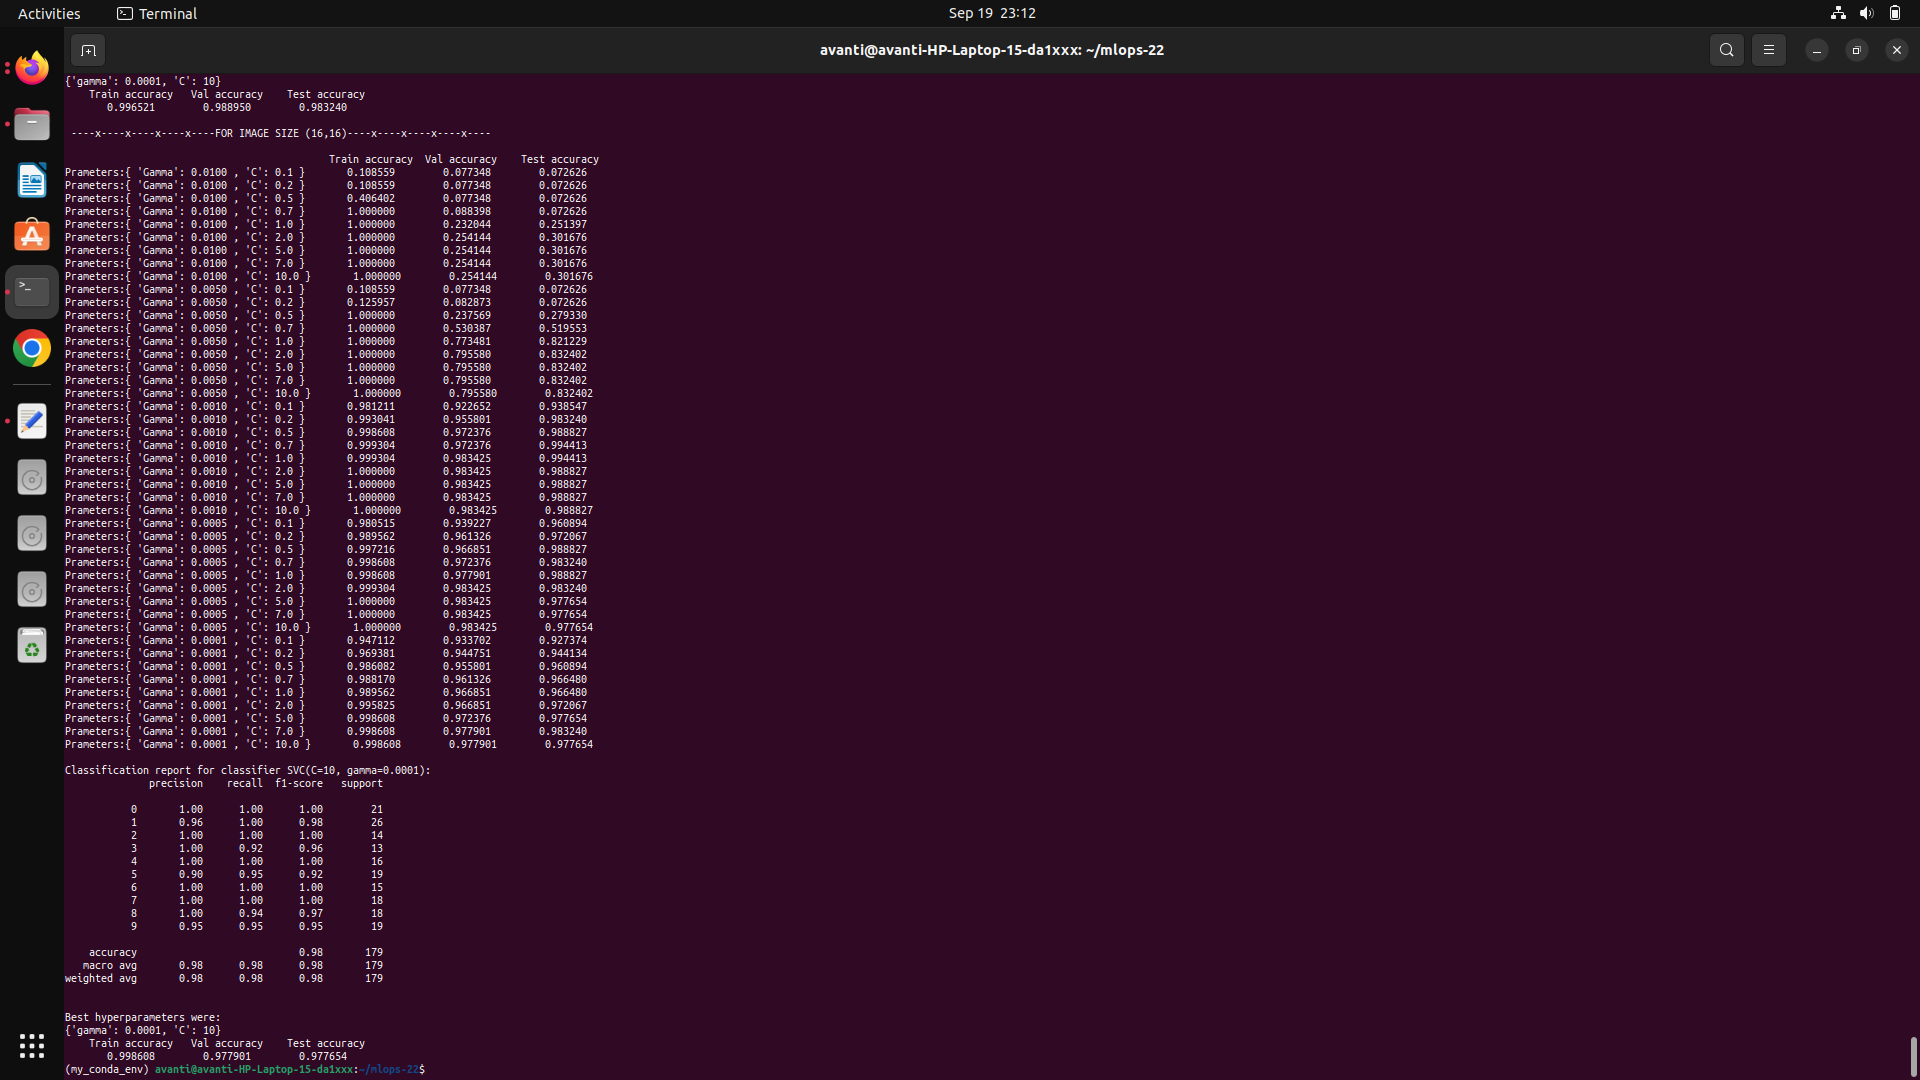 Activities
Terminal
Sep 19 23:12
avanti@avanti-HP-Laptop-15-da1xxx: ~/mlops-22
{'gamma': 0.0001, 'C': 10}
Train accuracy Val accuracy Test accuracy
0.996521 0.988950 0.983240
----x----x----x----x----FOR IMAGE SIZE (16,16)----x----x----x----x----
Train accuracy Val accuracy Test accuracy
Prameters:{ 'Gamma': 0.0100 , 'C': 0.1 } 0.108559 0.077348 0.072626
Prameters:{ 'Gamma': 0.0100 , 'C': 0.2 } 0.108559 0.077348 0.072626
Prameters:{ 'Gamma': 0.0100 , 'C': 0.5 } 0.406402 0.077348 0.072626
Prameters:{ 'Gamma': 0.0100 , 'C': 0.7 } 1.000000 0.088398 0.072626
Prameters:{ 'Gamma': 0.0100 , 'C': 1.0 } 1.000000 0.232044 0.251397
Prameters:{ 'Gamma': 0.0100 , 'C': 2.0 } 1.000000 0.254144 0.301676
Prameters:{ 'Gamma': 0.0100 , 'C': 5.0 } 1.000000 0.254144 0.301676
Prameters:{ 'Gamma': 0.0100 , 'C': 7.0 } 1.000000 0.254144 0.301676
Prameters:{ 'Gamma': 0.0100 , 'C': 10.0 } 1.000000 0.254144 0.301676
Prameters:{ 'Gamma': 0.0050 , 'C': 0.1 } 0.108559 0.077348 0.072626
Prameters:{ 'Gamma': 0.0050 , 'C': 0.2 } 0.125957 0.082873 0.072626
Prameters:{ 'Gamma': 0.0050 , 'C': 0.5 } 1.000000 0.237569 0.279330
Prameters:{ 'Gamma': 0.0050 , 'C': 0.7 } 1.000000 0.530387 0.519553
Prameters:{ 'Gamma': 0.0050 , 'C': 1.0 } 1.000000 0.773481 0.821229
Prameters:{ 'Gamma': 0.0050 , 'C': 2.0 } 1.000000 0.795580 0.832402
Prameters:{ 'Gamma': 0.0050 , 'C': 5.0 } 1.000000 0.795580 0.832402
Prameters:{ 'Gamma': 0.0050 , 'C': 7.0 } 1.000000 0.795580 0.832402
Prameters:{ 'Gamma': 0.0050 , 'C': 10.0 } 1.000000 0.795580 0.832402
Prameters:{ 'Gamma': 0.0010 , 'C': 0.1 } 0.981211 0.922652 0.938547
Prameters:{ 'Gamma': 0.0010 , 'C': 0.2 } 0.993041 0.955801 0.983240
Prameters:{ 'Gamma': 0.0010 , 'C': 0.5 } 0.998608 0.972376 0.988827
Prameters:{ 'Gamma': 0.0010 , 'C': 0.7 } 0.999304 0.972376 0.994413
Prameters:{ 'Gamma': 0.0010 , 'C': 1.0 } 0.999304 0.983425 0.994413
Prameters:{ 'Gamma': 0.0010 , 'C': 2.0 } 1.000000 0.983425 0.988827
Prameters:{ 'Gamma': 0.0010 , 'C': 5.0 } 1.000000 0.983425 0.988827
Prameters:{ 'Gamma': 0.0010 , 'C': 7.0 } 1.000000 0.983425 0.988827
Prameters:{ 'Gamma': 0.0010 , 'C': 10.0 } 1.000000 0.983425 0.988827
Prameters:{ 'Gamma': 0.0005 , 'C': 0.1 } 0.980515 0.939227 0.960894
Prameters:{ 'Gamma': 0.0005 , 'C': 0.2 } 0.989562 0.961326 0.972067
Prameters:{ 'Gamma': 0.0005 , 'C': 0.5 } 0.997216 0.966851 0.988827
Prameters:{ 'Gamma': 0.0005 , 'C': 0.7 } 0.998608 0.972376 0.983240
Prameters:{ 'Gamma': 0.0005 , 'C': 1.0 } 0.998608 0.977901 0.988827
Prameters:{ 'Gamma': 0.0005 , 'C': 2.0 } 0.999304 0.983425 0.983240
Prameters:{ 'Gamma': 0.0005 , 'C': 5.0 } 1.000000 0.983425 0.977654
Prameters:{ 'Gamma': 0.0005 , 'C': 7.0 } 1.000000 0.983425 0.977654
Prameters:{ 'Gamma': 0.0005 , 'C': 10.0 } 1.000000 0.983425 0.977654
Prameters:{ 'Gamma': 0.0001 , 'C': 0.1 } 0.947112 0.933702 0.927374
Prameters:{ 'Gamma': 0.0001 , 'C': 0.2 } 0.969381 0.944751 0.944134
Prameters:{ 'Gamma': 0.0001 , 'C': 0.5 } 0.986082 0.955801 0.960894
Prameters:{ 'Gamma': 0.0001 , 'C': 0.7 } 0.988170 0.961326 0.966480
Prameters:{ 'Gamma': 0.0001 , 'C': 1.0 } 0.989562 0.966851 0.966480
Prameters:{ 'Gamma': 0.0001 , 'C': 2.0 } 0.995825 0.966851 0.972067
Prameters:{ 'Gamma': 0.0001 , 'C': 5.0 } 0.998608 0.972376 0.977654
Prameters:{ 'Gamma': 0.0001 , 'C': 7.0 } 0.998608 0.977901 0.983240
Prameters:{ 'Gamma': 0.0001 , 'C': 10.0 } 0.998608 0.977901 0.977654
Classification report for classifier SVC(C=10, gamma=0.0001):
precision recall f1-score support
0 1.00 1.00 1.00 21
1 0.96 1.00 0.98 26
2 1.00 1.00 1.00 14
3 1.00 0.92 0.96 13
4 1.00 1.00 1.00 16
5 0.90 0.95 0.92 19
6 1.00 1.00 1.00 15
7 1.00 1.00 1.00 18
8 1.00 0.94 0.97 18
9 0.95 0.95 0.95 19
accuracy 0.98 179
macro avg 0.98 0.98 0.98 179
weighted avg 0.98 0.98 0.98 179
Best hyperparameters were:
{'gamma': 0.0001, 'C': 10}
Train accuracy Val accuracy Test accuracy
0.998608 0.977901 0.977654
(my_conda_env) avanti@avanti-HP-Laptop-15-da1xxx:~/mlops-22$